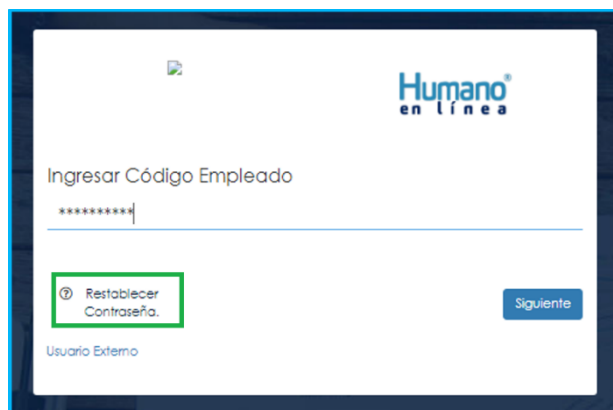 Humano®
en línea
Ingresar Código Empleado
**********
Restablecer
Contraseña.
Siguiente
Usuario Externo